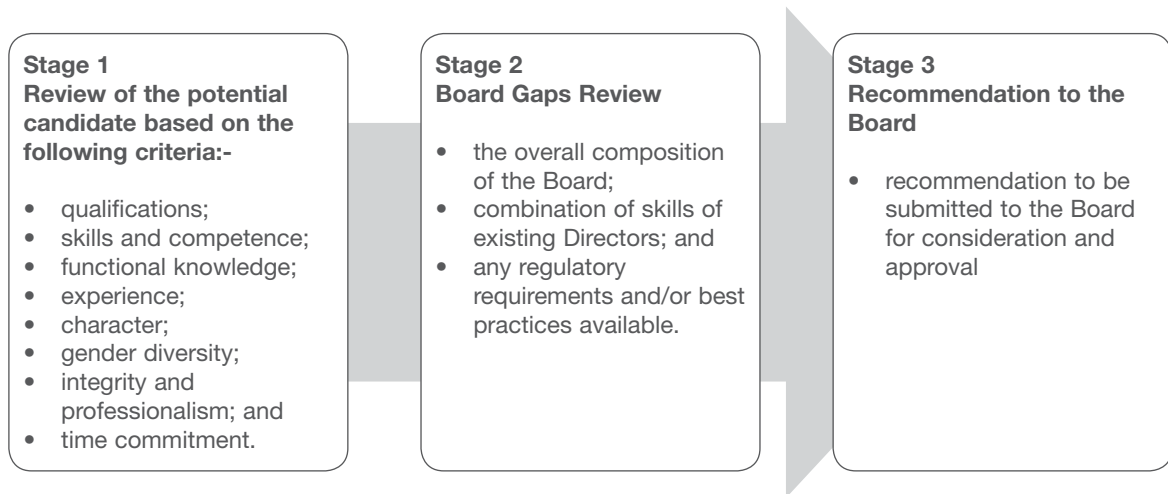 Stage 1
Review of the potential
candidate based on the
following criteria:-
• qualifications;
• skills and competence;
• functional knowledge;
• experience;
• character;
• gender diversity;
• integrity and
professionalism; and
• time commitment.
Stage 2
Board Gaps Review
• the overall composition
of the Board;
• combination of skills of
existing Directors; and
• any regulatory
requirements and/or best
practices available.
Stage 3
Recommendation to the
Board
• recommendation to be
submitted to the Board
for consideration and
approval